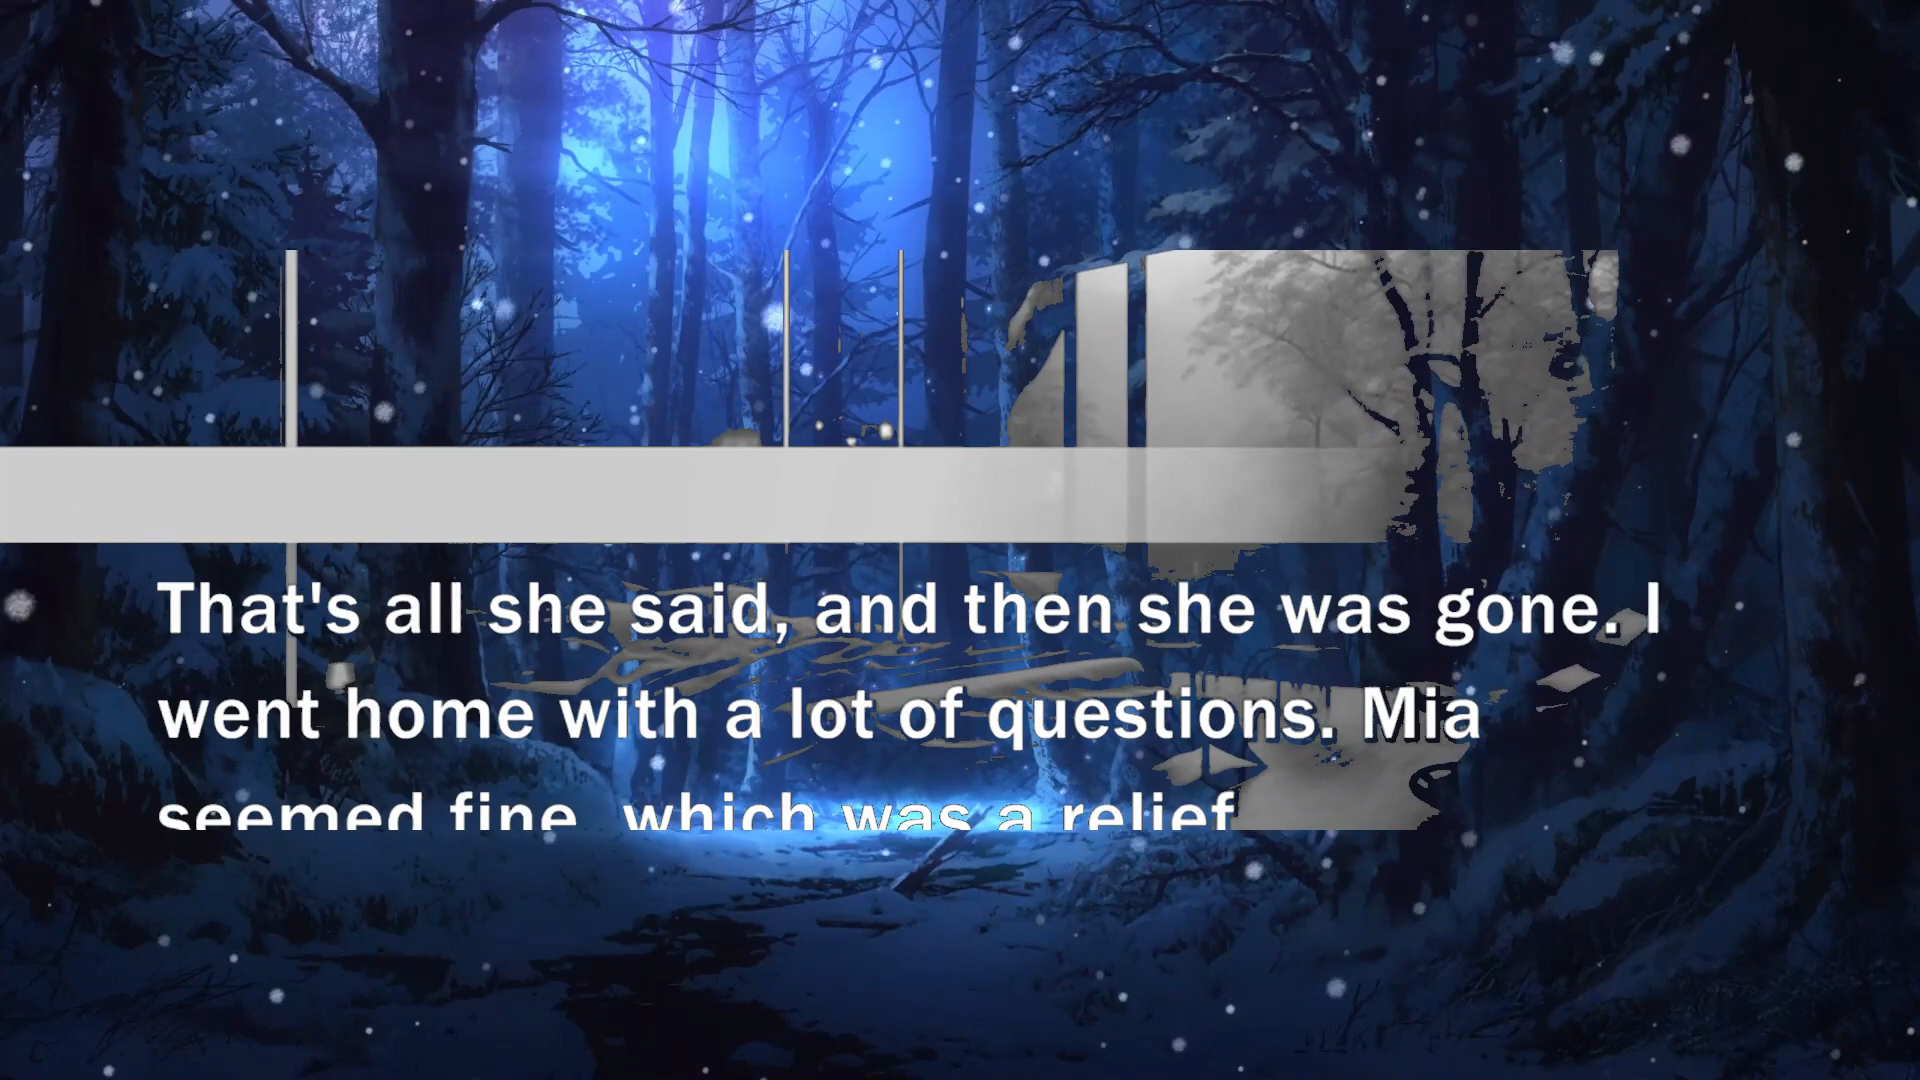 That's all she said, and then she was gone. I
went home with a lot of questions. Mia
seemed fine, which was a relief